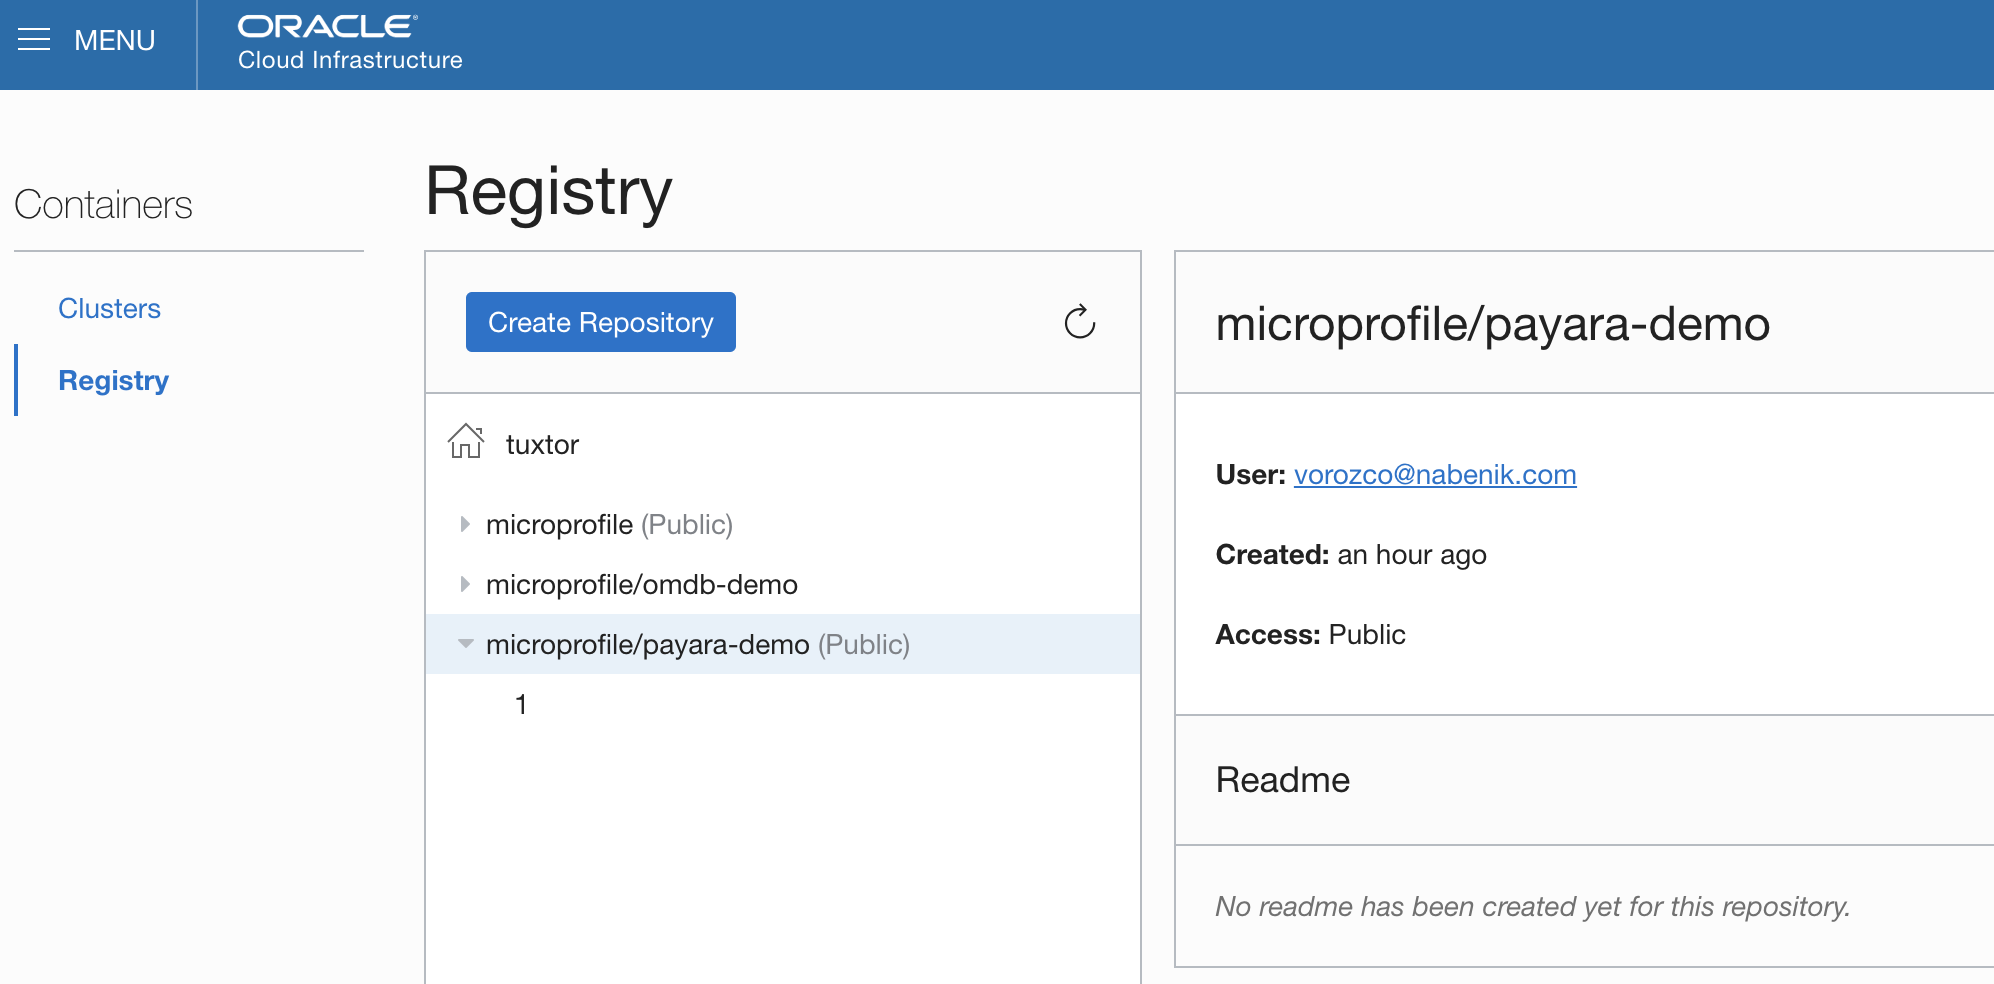 MENU
ORACLE®
Cloud Infrastructure
Containers
Clusters
Registry
Registry
Create Repository
tuxtor
microprofile (Public)
microprofile/omdb-demo
microprofile/payara-demo (Public)
1
microprofile/payara-demo
User: vorozco@nabenik.com
Created: an hour ago
Access: Public
Readme
No readme has been created yet for this repository.